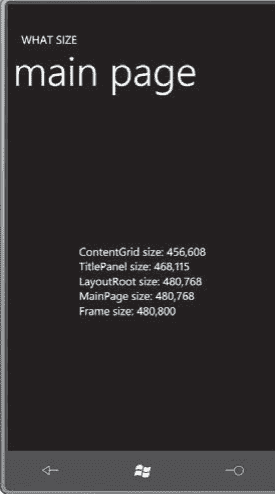 WHAT SIZE
main page
ContentGrid size: 456,608
TitlePanel size: 468,115
LayoutRoot size: 480,768
MainPage size: 480,768
Frame size: 480,800